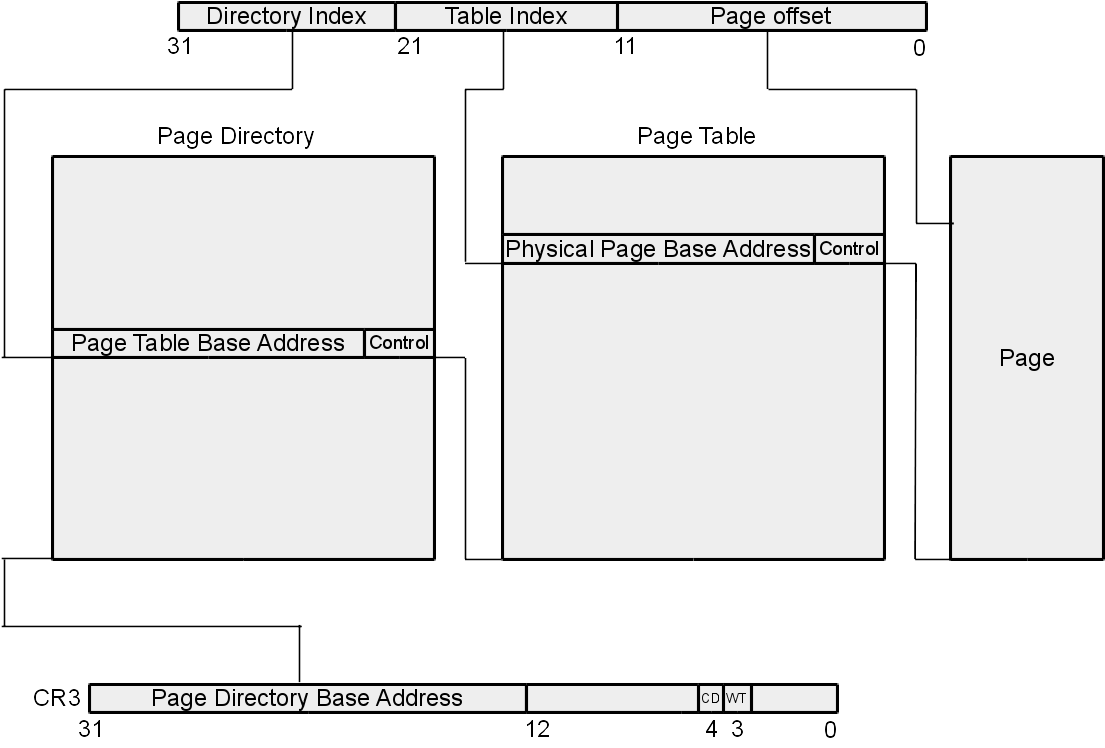 Directory Index Table Index Page offset
31 21 11 0
Page Directory Page Table
Physical Page Base Address Control
Page Table Base Address Control
Page
CR3 Page Directory Base Address CD WT
31 12 4 3 0